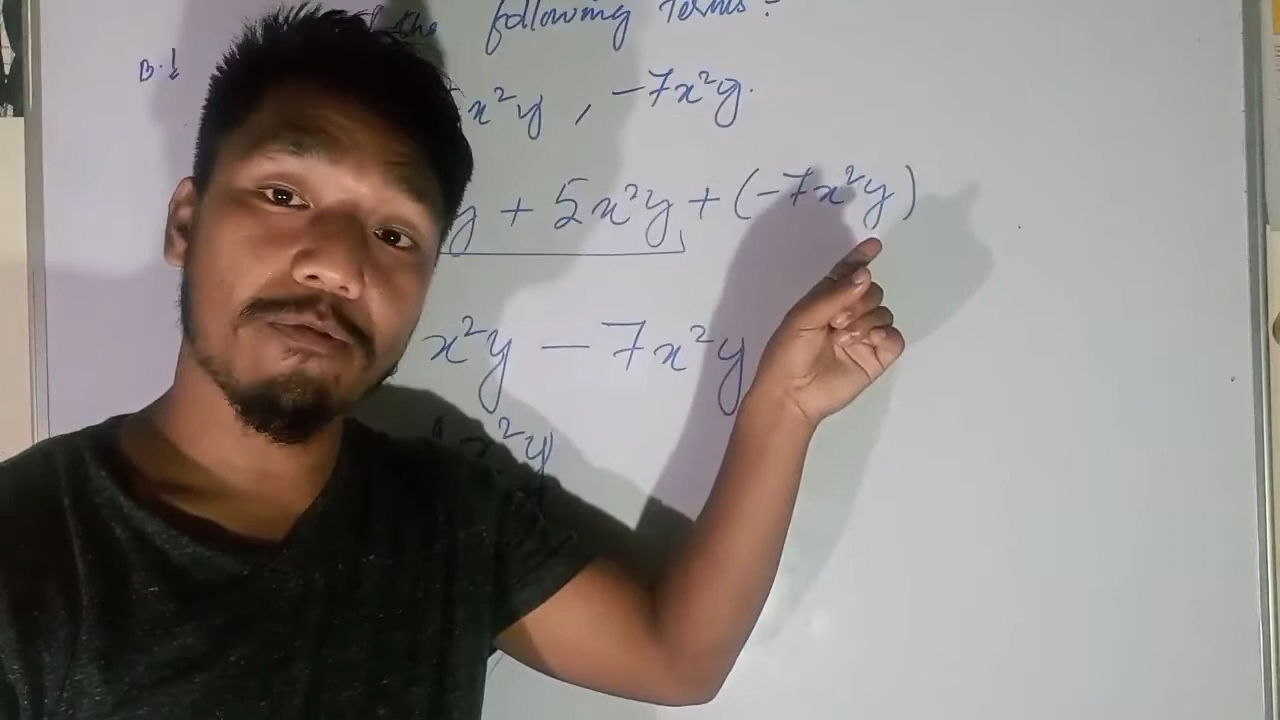 the following Terms:
B.
x²y, -7x²y.
y + 5x²y + (-7x²y)
x²y - 7x²y
x²y